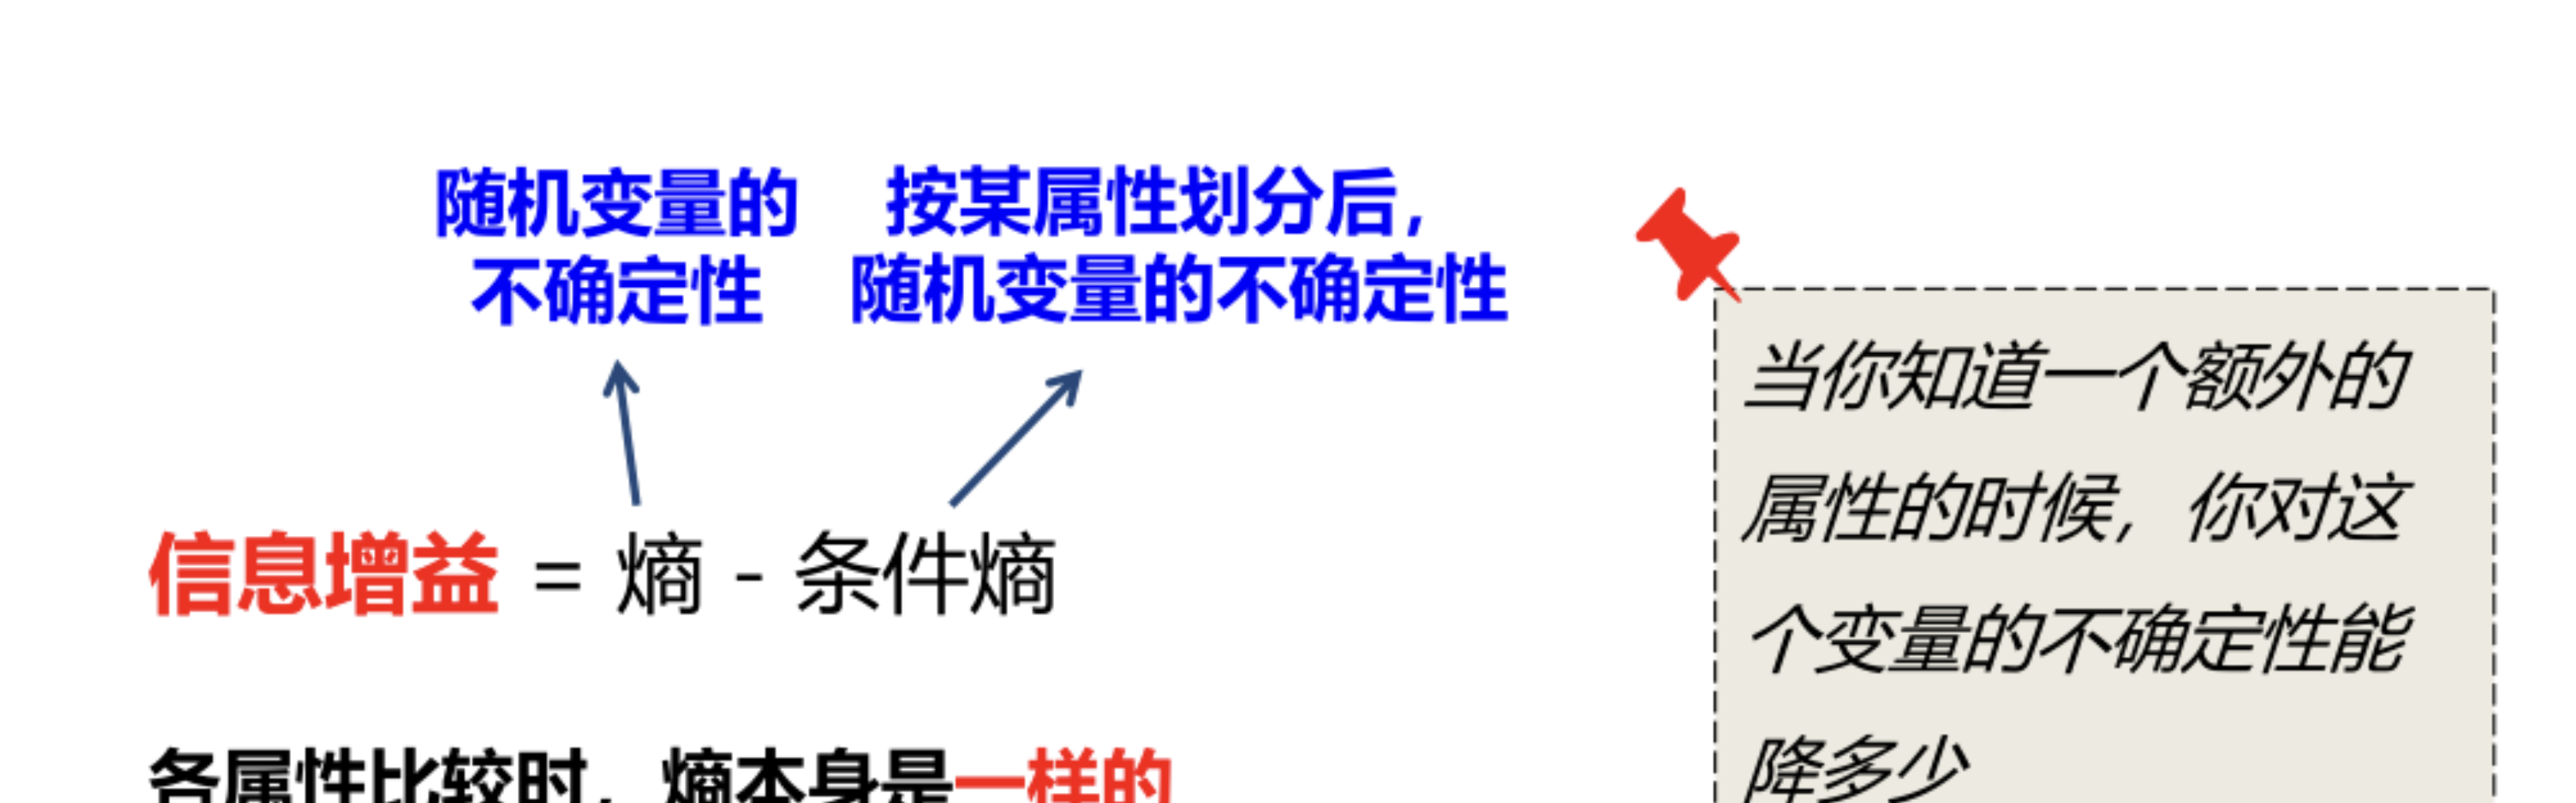 随机变量的
不确定性
按某属性划分后，
随机变量的不确定性
信息增益 = 熵 - 条件熵
各属性比较时，熵本身是一样的
当你知道一个额外的
属性的时候，你对这
个变量的不确定性能
降多少